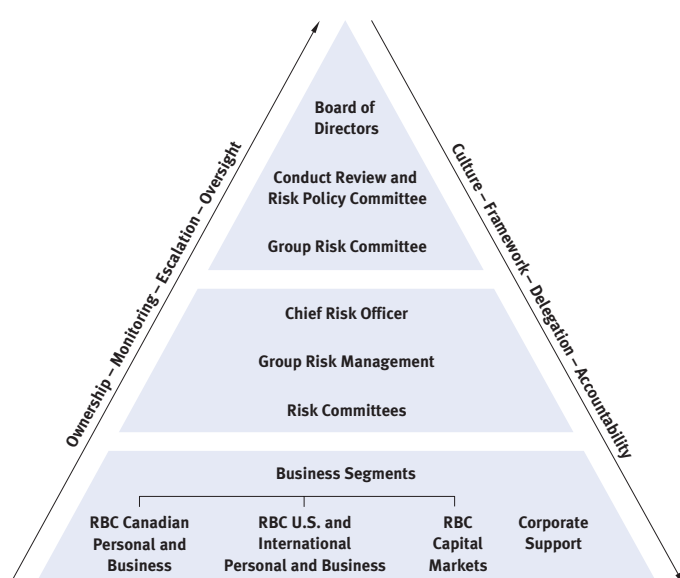 Board of
Directors
Conduct Review and
Risk Policy Committee
Group Risk Committee
Ownership – Monitoring – Escalation – Oversight
Culture – Framework – Delegation – Accountability
Chief Risk Officer
Group Risk Management
Risk Committees
Business Segments
RBC Canadian
Personal and
Business
RBC U.S. and
International
Personal and Business
RBC
Capital
Markets
Corporate
Support